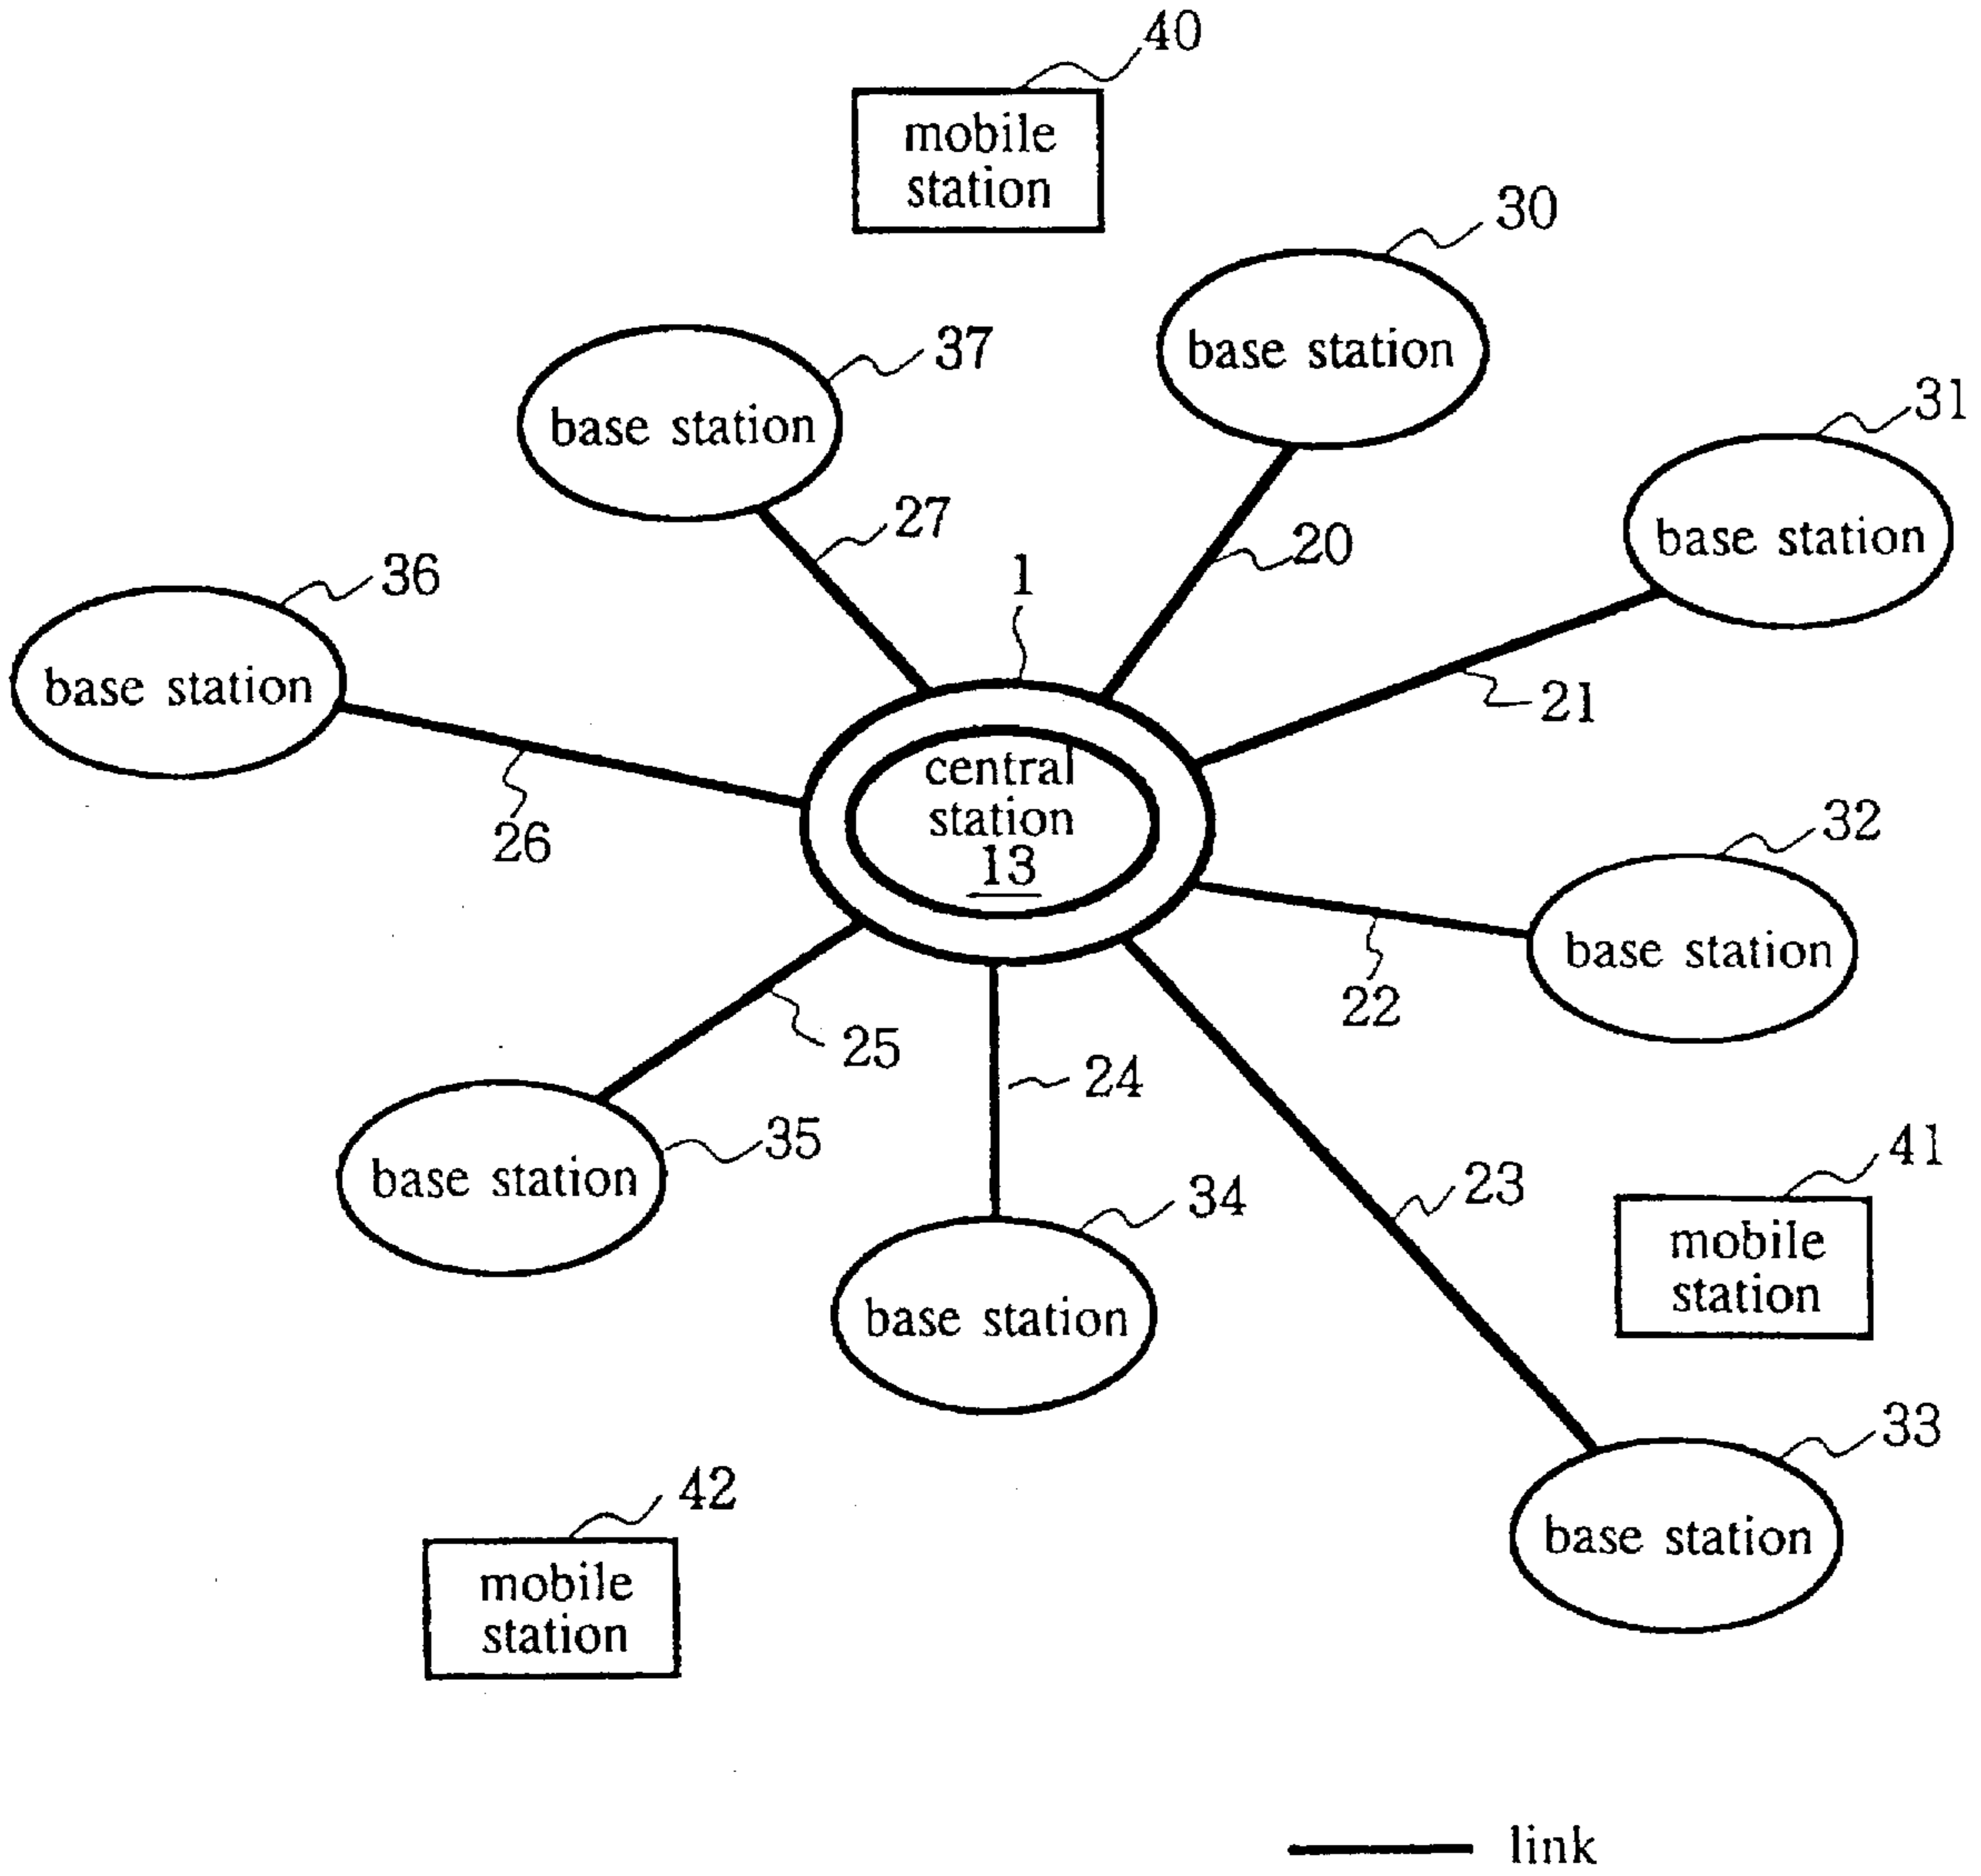 40
mobile
station
30
base station
37
base station
31
base station
27
20
1
36
base station
21
26
central
station
13
32
base station
22
25
24
35
base station
34
base station
23
41
mobile
station
33
base station
42
mobile
station
link